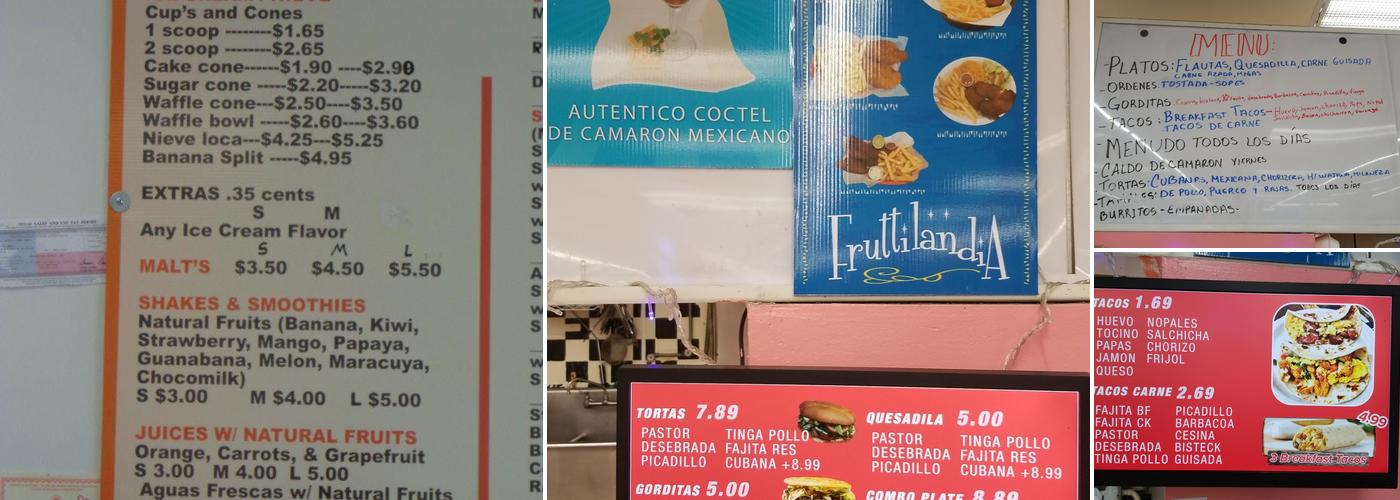 Cup's and Cones
1 scoop --------$1.65
2 scoop --------$2.65
Cake cone------$1.90 ----$2.90
Sugar cone -----$2.20-----$3.20
Waffle cone---$2.50----$3.50
Waffle bowl -----$2.60----$3.60
Nieve loca---$4.25---$5.25
Banana Split -----$4.95
EXTRAS .35 cents
S M
Any Ice Cream Flavor
S M L
MALT'S $3.50 $4.50 $5.50
SHAKES & SMOOTHIES
Natural Fruits (Banana, Kiwi,
Strawberry, Mango, Papaya,
Guanabana, Melon, Maracuya,
Chocomilk)
S $3.00 M $4.00 L $5.00
JUICES W/ NATURAL FRUITS
Orange, Carrots, & Grapefruit
S 3.00 M 4.00 L 5.00
Aguas Frescas w/ Natural Fruits
AUTENTICO COCTEL
DE CAMARON MEXICANO
FruttilandiA
TORTAS 7.89
PASTOR TINGA POLLO
DESEBRADA FAJITA RES
PICADILLO CUBANA +8.99
GORDITAS 5.00
QUESADILA 5.00
PASTOR TINGA POLLO
DESEBRADA FAJITA RES
PICADILLO CUBANA +8.99
COMBO PLATE 8.89
MENU:
-PLATOS: FLAUTAS, QUESADILLA, CARNE GUISADA
CARNE AZADA, MIGAS
-ORDENES: TOSTADA-SOPES
-GORDITAS:
-TACOS: BREAKFAST TACOS-
TACOS DE CARNE
-MENUDO TODOS LOS DÍAS
-CALDO DE CAMARON VIERNES
-TORTAS: CUBANAS, MEXICANA, CHORIZERA, HAWAIANA, MILANEZA
DE POLLO, PUERCO Y RAJAS. TODOS LOS DÍAS
BURRITOS-EMPANADAS.
TACOS 1.69
HUEVO NOPALES
TOCINO SALCHICHA
PAPAS CHORIZO
JAMON FRIJOL
QUESO
TACOS CARNE 2.69
FAJITA BF PICADILLO
FAJITA CK BARBACOA
PASTOR CESINA
DESEBRADA BISTECK
TINGA POLLO GUISADA
4.99
3 Breakfast Tacos